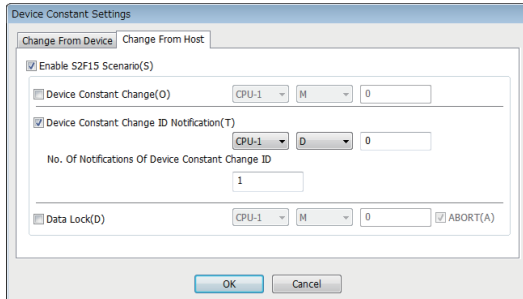 Device Constant Settings
Change From Device Change From Host
Enable S2F15 Scenario(S)
Device Constant Change(O) CPU-1 M 0
Device Constant Change ID Notification(T)
CPU-1 D 0
No. Of Notifications Of Device Constant Change ID
1
Data Lock(D) CPU-1 M 0 ABORT(A)
OK Cancel